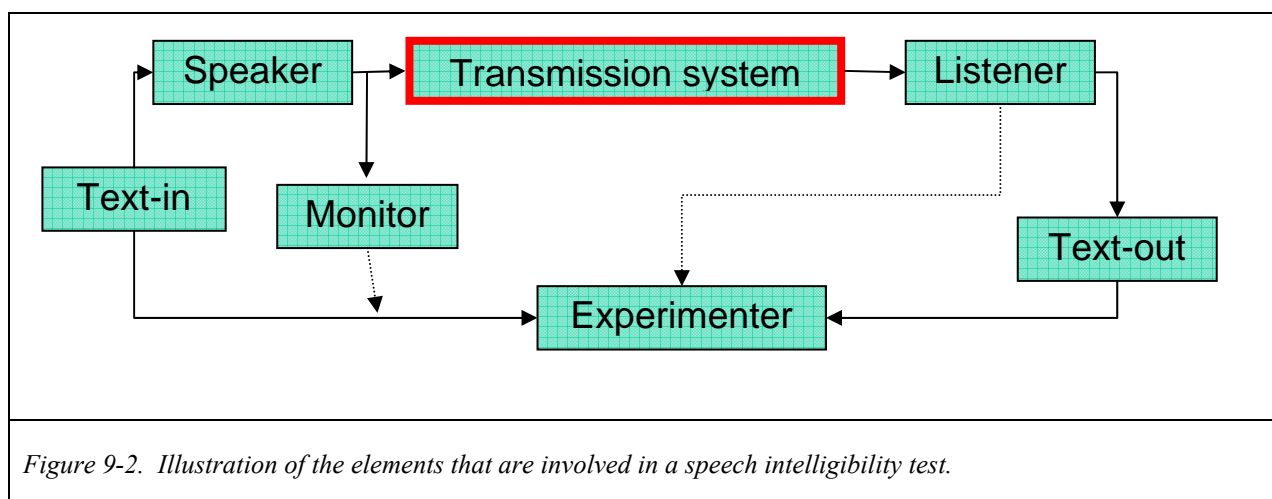 Speaker
Transmission system
Listener
Text-in
Monitor
Text-out
Experimenter
Figure 9-2. Illustration of the elements that are involved in a speech intelligibility test.